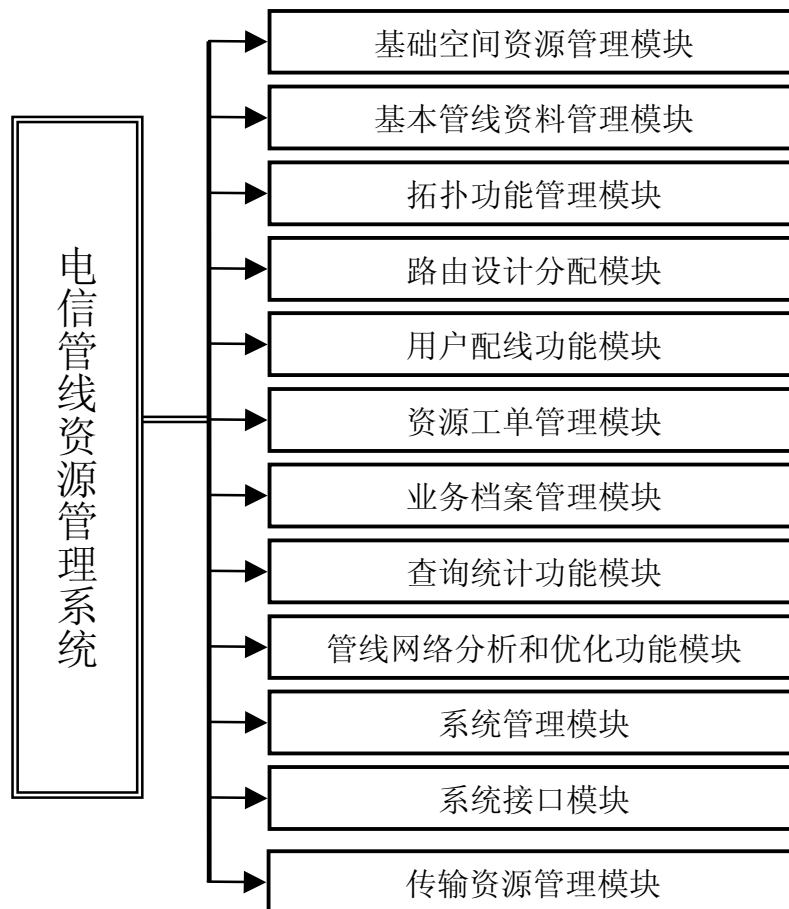 电信管线资源管理系统
基础空间资源管理模块
基本管线资料管理模块
拓扑功能管理模块
路由设计分配模块
用户配线功能模块
资源工单管理模块
业务档案管理模块
查询统计功能模块
管线网络分析和优化功能模块
系统管理模块
系统接口模块
传输资源管理模块